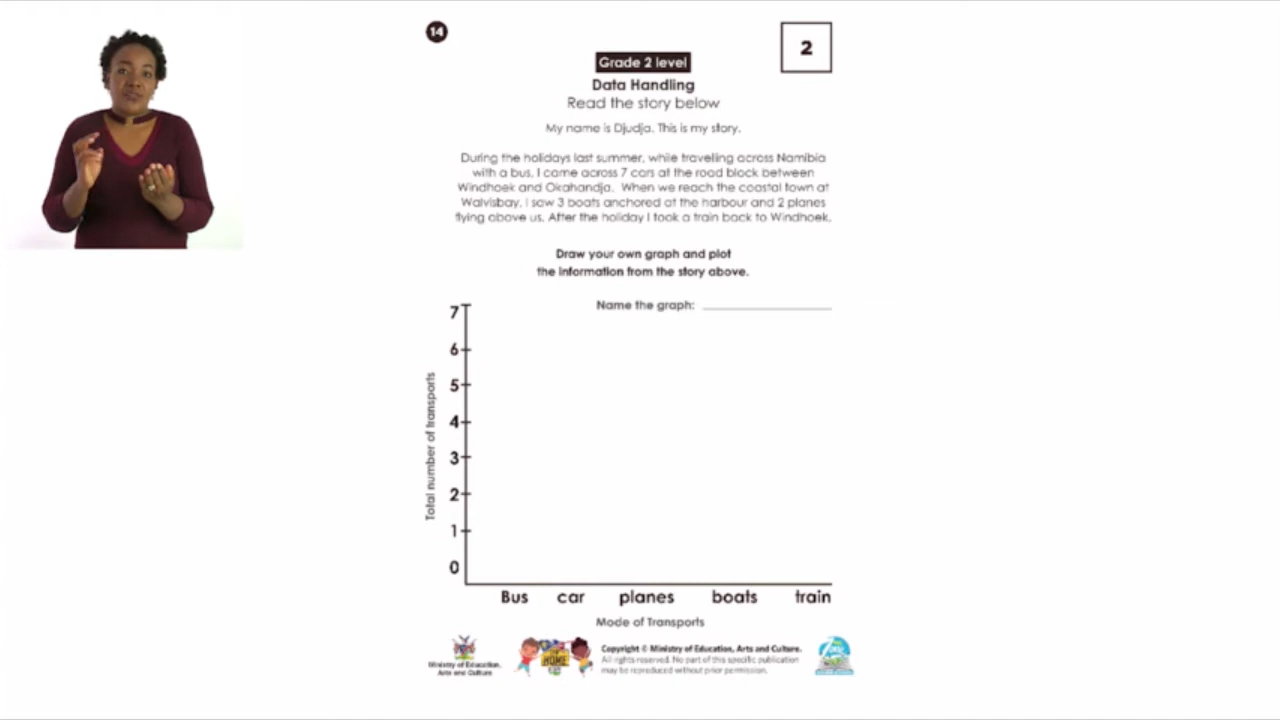 14
2
Grade 2 level
Data Handling
Read the story below
My name is Djudja. This is my story.
During the holidays last summer, while travelling across Namibia
with a bus, I came across 7 cars at the road block between
Windhoek and Okahandja. When we reach the coastal town at
Walvisbay, I saw 3 boats anchored at the harbour and 2 planes
flying above us. After the holiday I took a train back to Windhoek.
Draw your own graph and plot
the information from the story above.
Name the graph:
7
6
5
4
3
2
1
0
Total number of transports
Bus car planes boats train
Mode of Transports
Ministry of Education,
Arts and Culture
HOME
Copyright © Ministry of Education, Arts and Culture.
All rights reserved. No part of this specific publication
may be reproduced without prior permission.